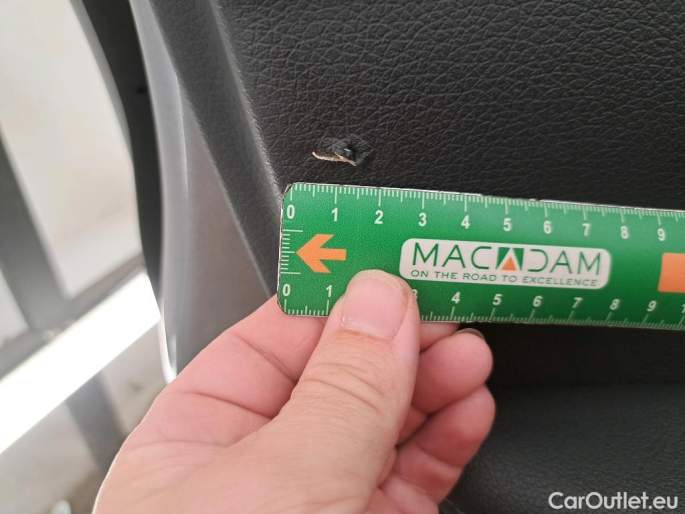 0 1 2 3 4 5 6 7 8 9
MACADAM
ON THE ROAD TO EXCELLENCE
0 1 3 4 5 6 7 8 9
CarOutlet.eu